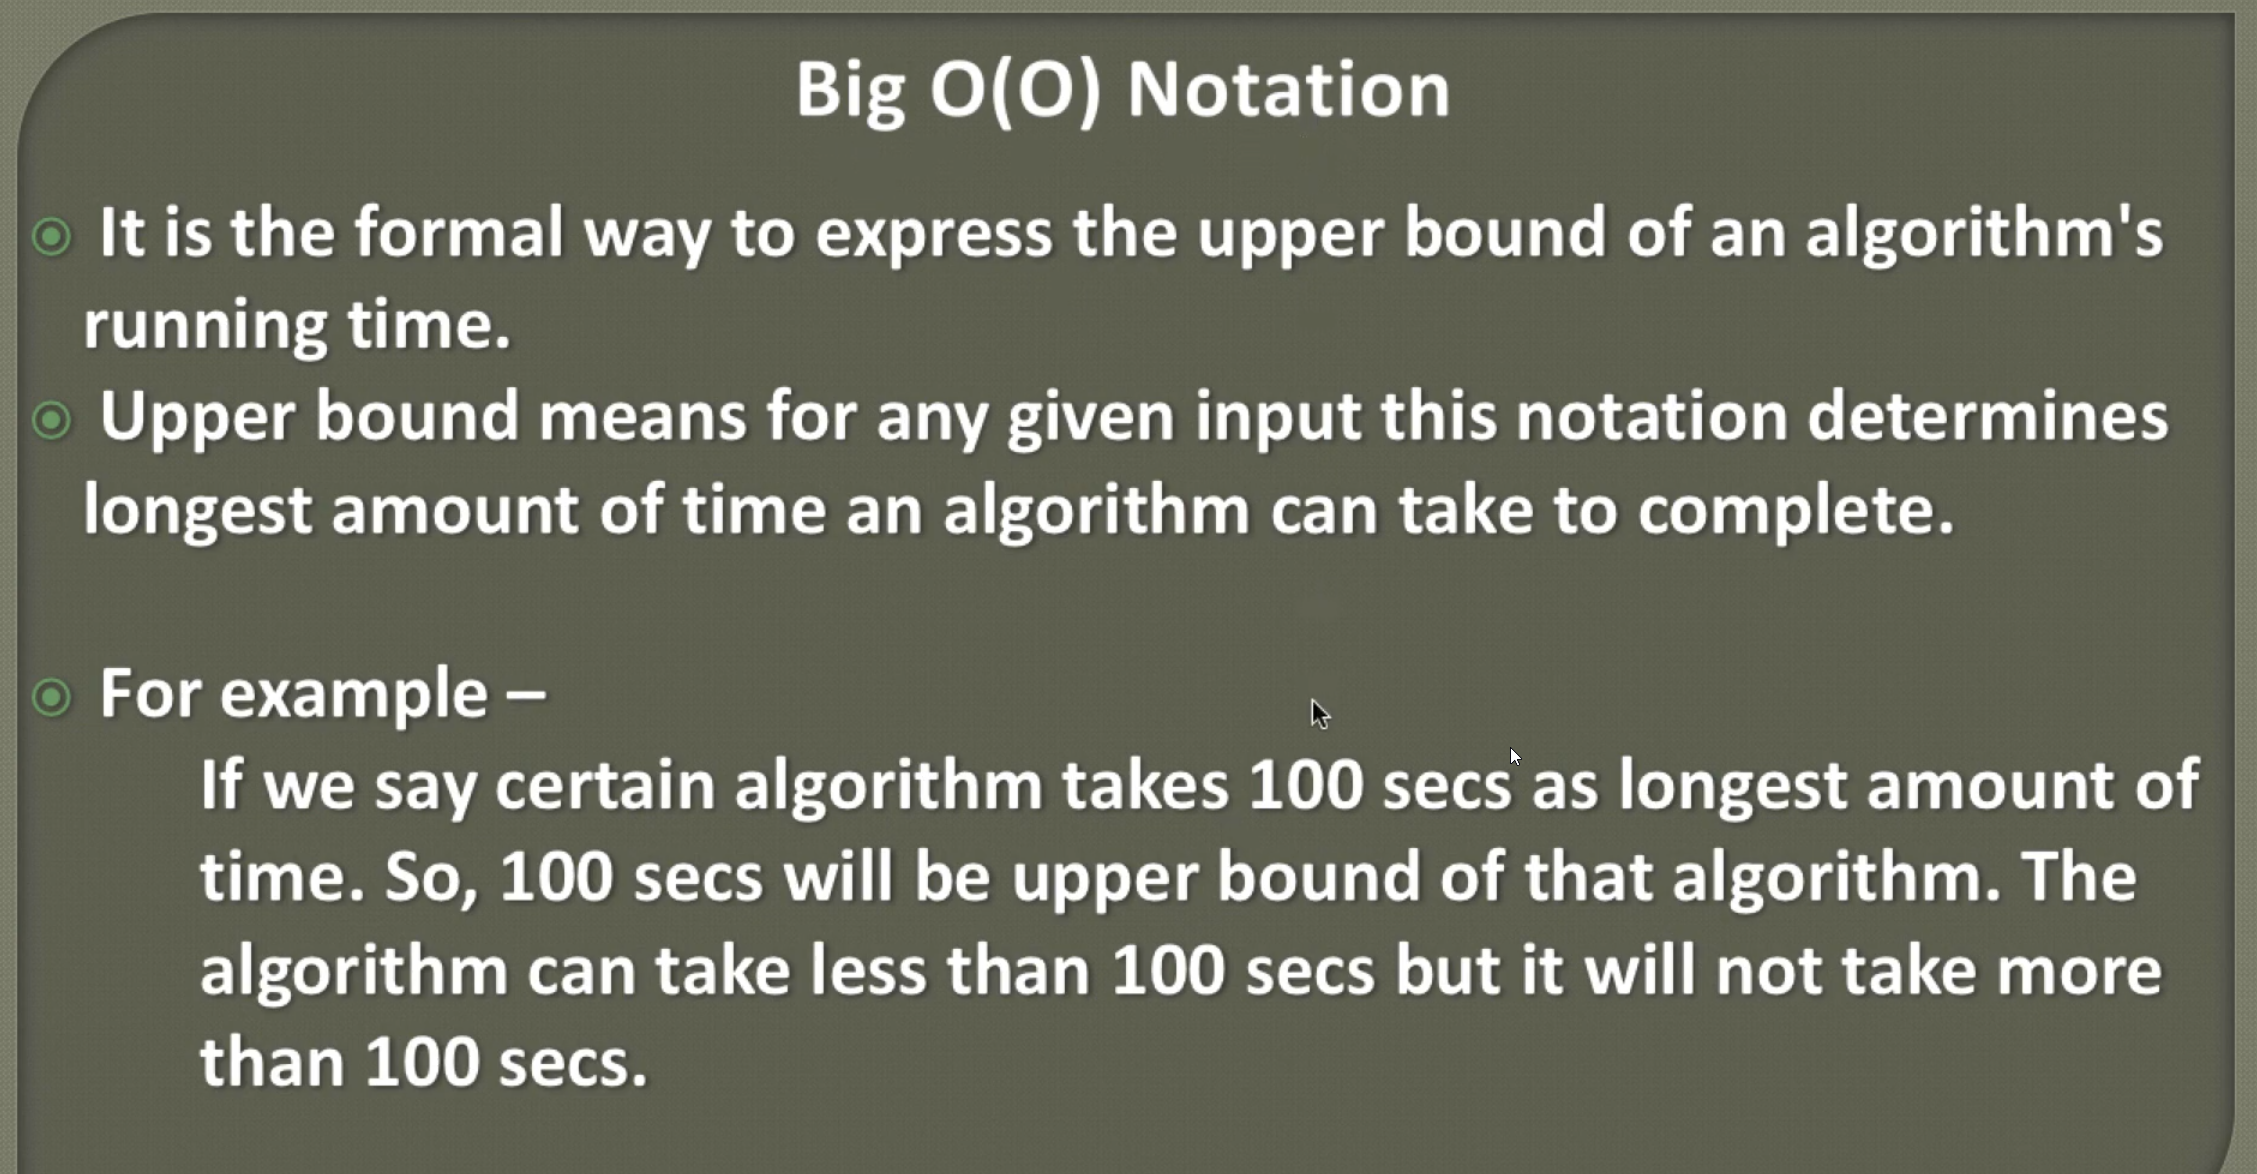 Big O(O) Notation
It is the formal way to express the upper bound of an algorithm's
running time.
Upper bound means for any given input this notation determines
longest amount of time an algorithm can take to complete.
For example –
If we say certain algorithm takes 100 secs as longest amount of
time. So, 100 secs will be upper bound of that algorithm. The
algorithm can take less than 100 secs but it will not take more
than 100 secs.